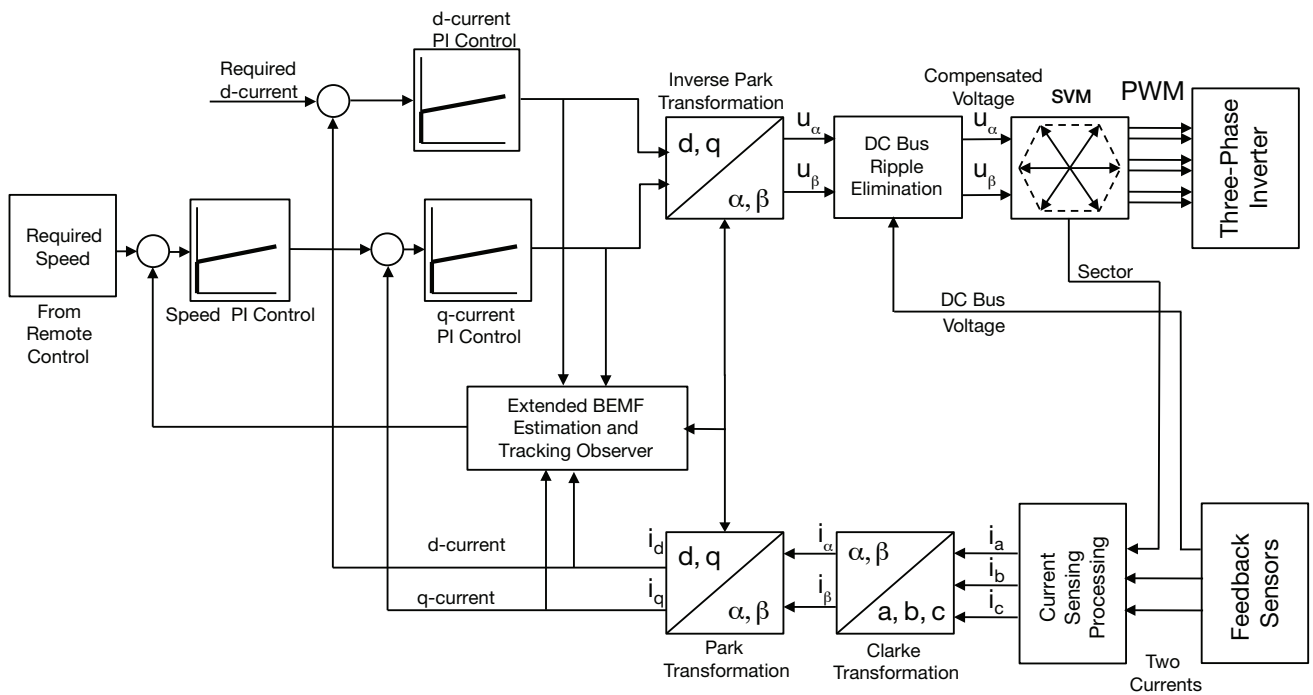 d-current
PI Control
Required
d-current
Inverse Park
Transformation
d, q
α, β
uα
uβ
DC Bus
Ripple
Elimination
Compensated
Voltage
uα
uβ
SVM
PWM
Three-Phase
Inverter
Required
Speed
From
Remote
Control
Speed PI Control
q-current
PI Control
Sector
DC Bus
Voltage
Extended BEMF
Estimation and
Tracking Observer
d-current
q-current
id
iq
d, q
α, β
Park
Transformation
iα
iβ
α, β
a, b, c
Clarke
Transformation
ia
ib
ic
Current
Sensing
Processing
Two
Currents
Feedback
Sensors